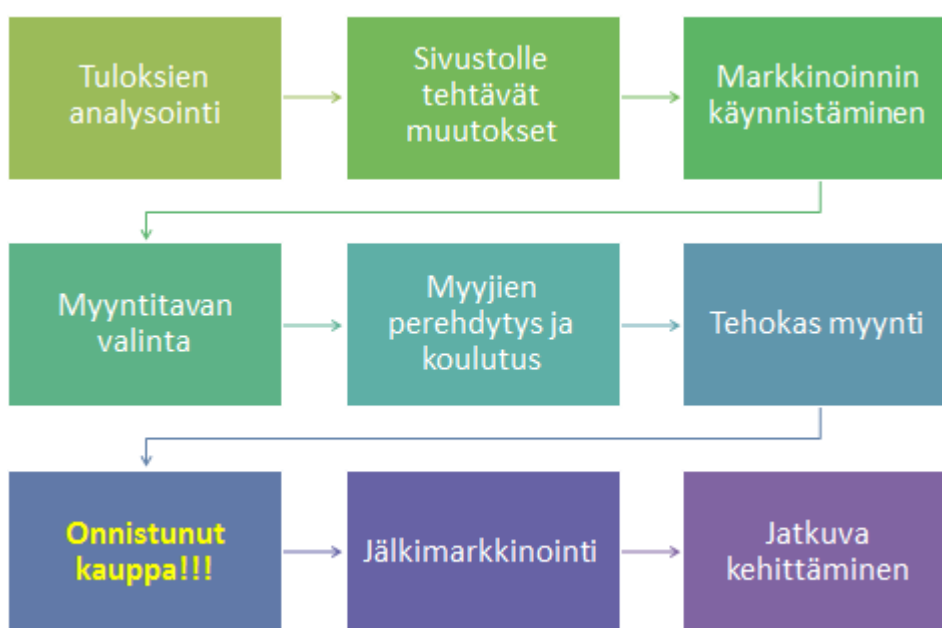 Tuloksien
analysointi
Sivustolle
tehtävät
muutokset
Markkinoinnin
käynnistäminen
Myyntitavan
valinta
Myyjien
perehdytys ja
koulutus
Tehokas myynti
Onnistunut
kauppa!!!
Jälkimarkkinointi
Jatkuva
kehittäminen